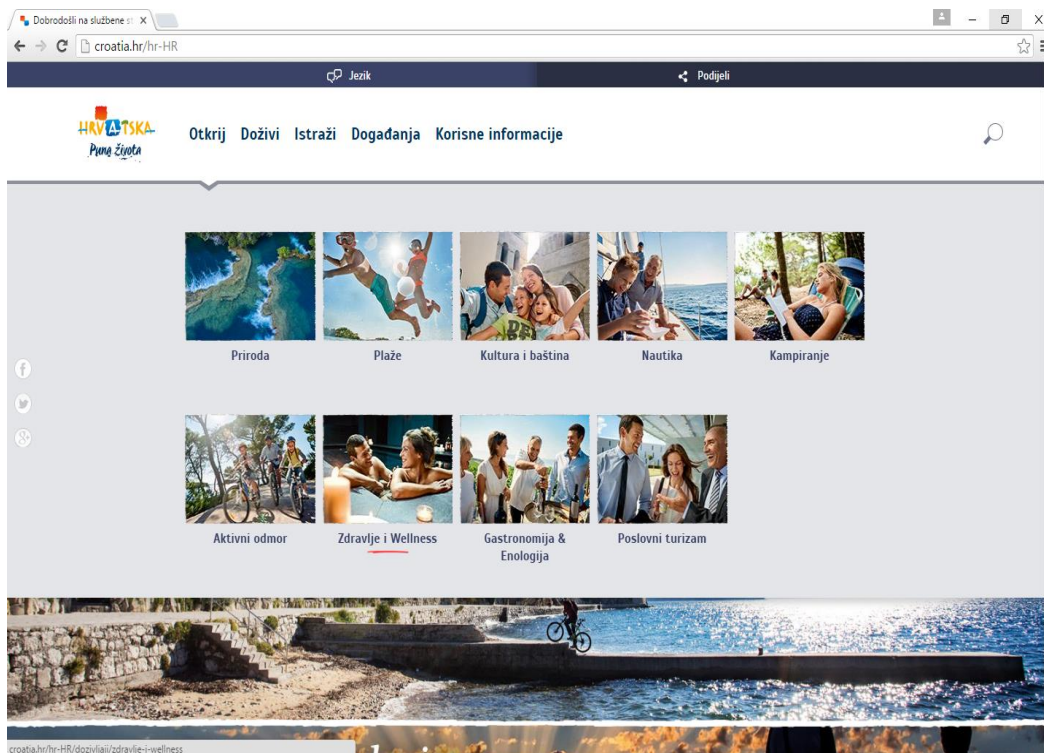 Dobrodošli na službene s
croatia.hr/hr-HR
Jezik
Podijeli
HRVATSKA
Puna života
Otkrij Doživi Istraži Događanja Korisne informacije
Priroda
Plaže
Kultura i baština
Nautika
Kampiranje
Aktivni odmor
Zdravlje i Wellness
Gastronomija &
Enologija
Poslovni turizam
croatia.hr/hr-HR/dozivljaji/zdravlje-i-wellness